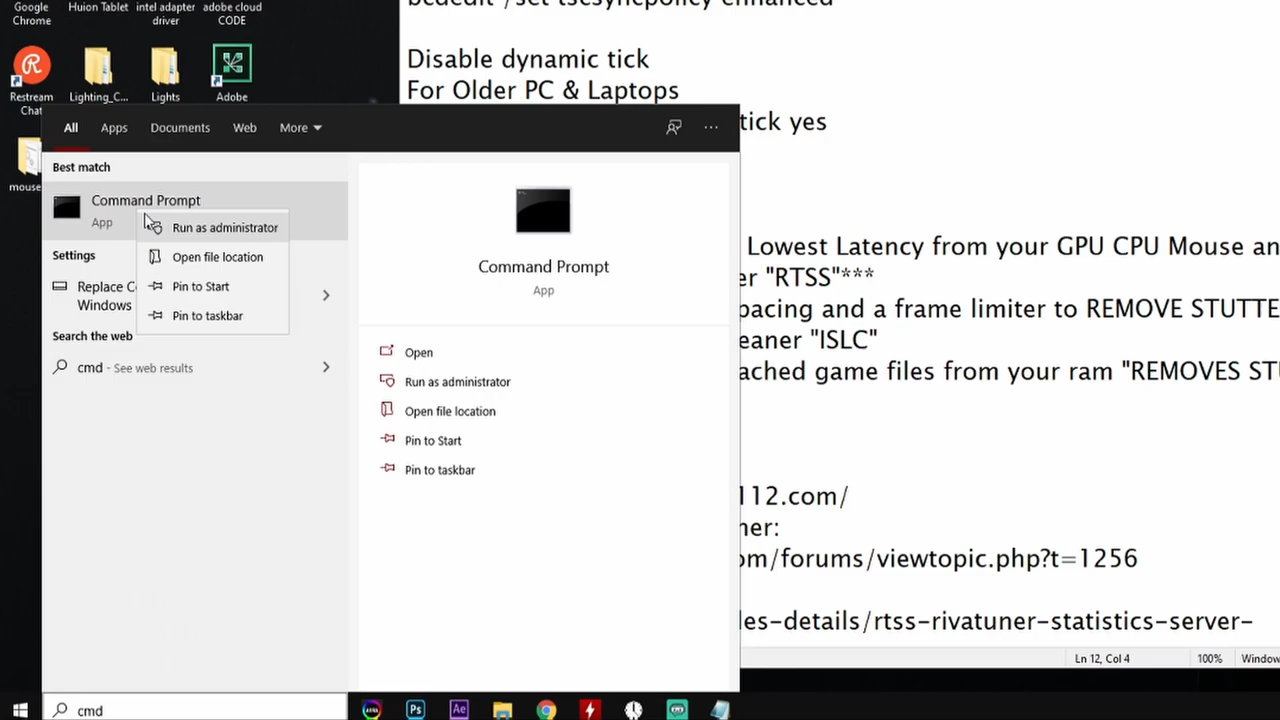 Google
Chrome
Huion Tablet
intel adapter
driver
adobe cloud
CODE
Restream
Chat
Lighting_C...
Lights
Adobe
mouse
Disable dynamic tick
For Older PC & Laptops
tick yes
Lowest Latency from your GPU CPU Mouse an
er "RTSS"***
pacing and a frame limiter to REMOVE STUTTE
eaner "ISLC"
ached game files from your ram "REMOVES STU
112.com/
ner:
om/forums/viewtopic.php?t=1256
les-details/rtss-rivatuner-statistics-server-
Ln 12, Col 4
100%
Window
All
Apps
Documents
Web
More
...
Best match
Command Prompt
App
Run as administrator
Open file location
Pin to Start
Pin to taskbar
Settings
Replace C
Windows
Search the web
cmd - See web results
Command Prompt
App
Open
Run as administrator
Open file location
Pin to Start
Pin to taskbar
cmd
Ps
Ae